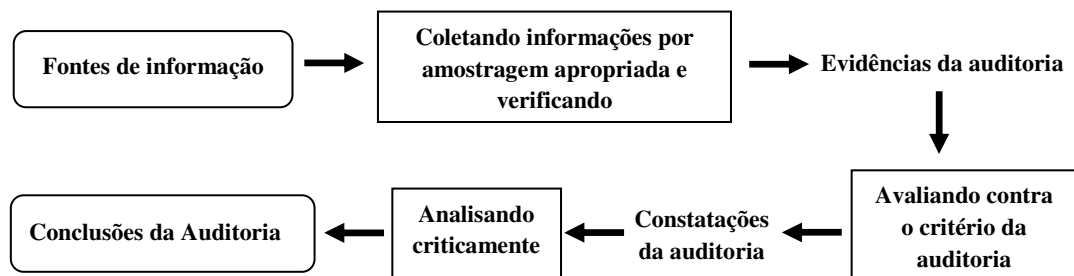 Fontes de informação
Coletando informações por
amostragem apropriada e
verificando
Evidências da auditoria
Avaliando contra
o critério da
auditoria
Constatações
da auditoria
Analisando
criticamente
Conclusões da Auditoria